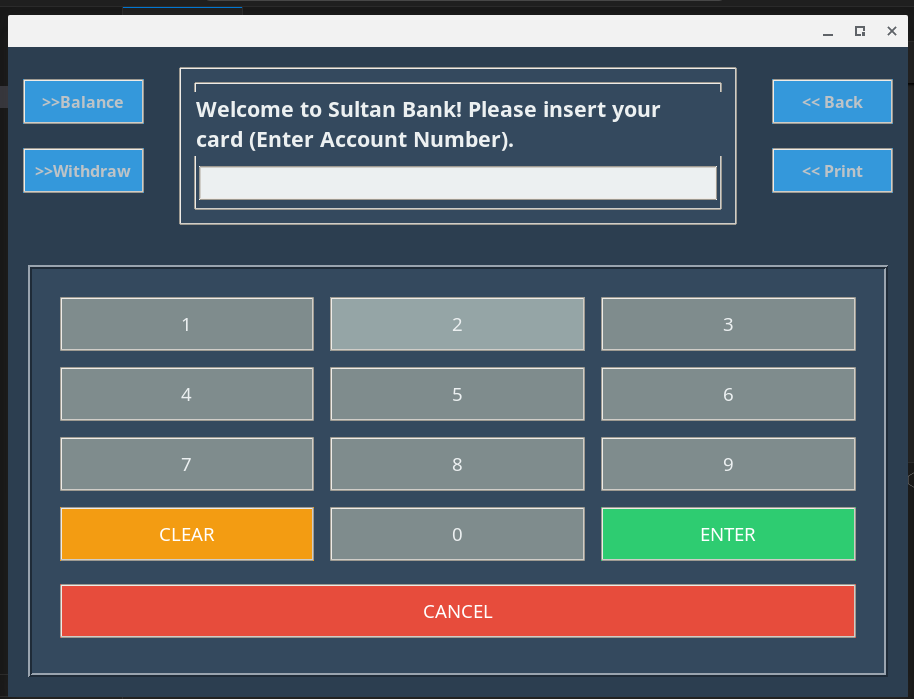 >>Balance
Welcome to Sultan Bank! Please insert your
card (Enter Account Number).
<< Back
>>Withdraw
<< Print
1
2
3
4
5
6
7
8
9
CLEAR
0
ENTER
CANCEL